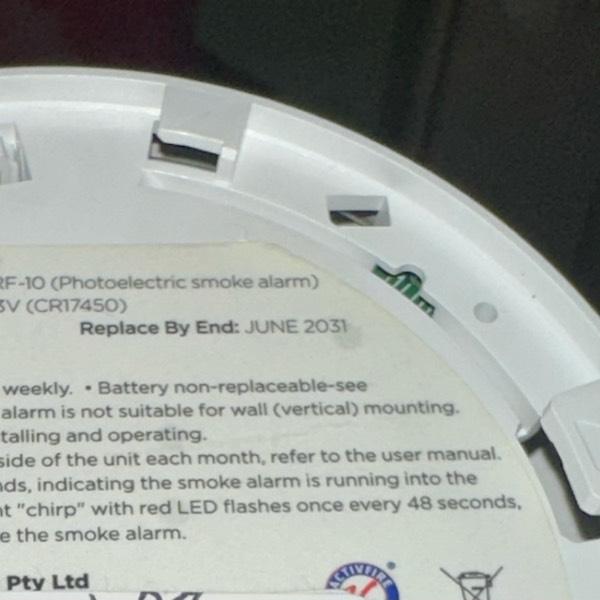 RF-10 (Photoelectric smoke alarm)
3V (CR17450)
Replace By End: JUNE 2031
weekly. • Battery non-replaceable-see
alarm is not suitable for wall (vertical) mounting.
talling and operating.
side of the unit each month, refer to the user manual.
nds, indicating the smoke alarm is running into the
nt "chirp" with red LED flashes once every 48 seconds,
e the smoke alarm.
Pty Ltd
ACTIVFIRE